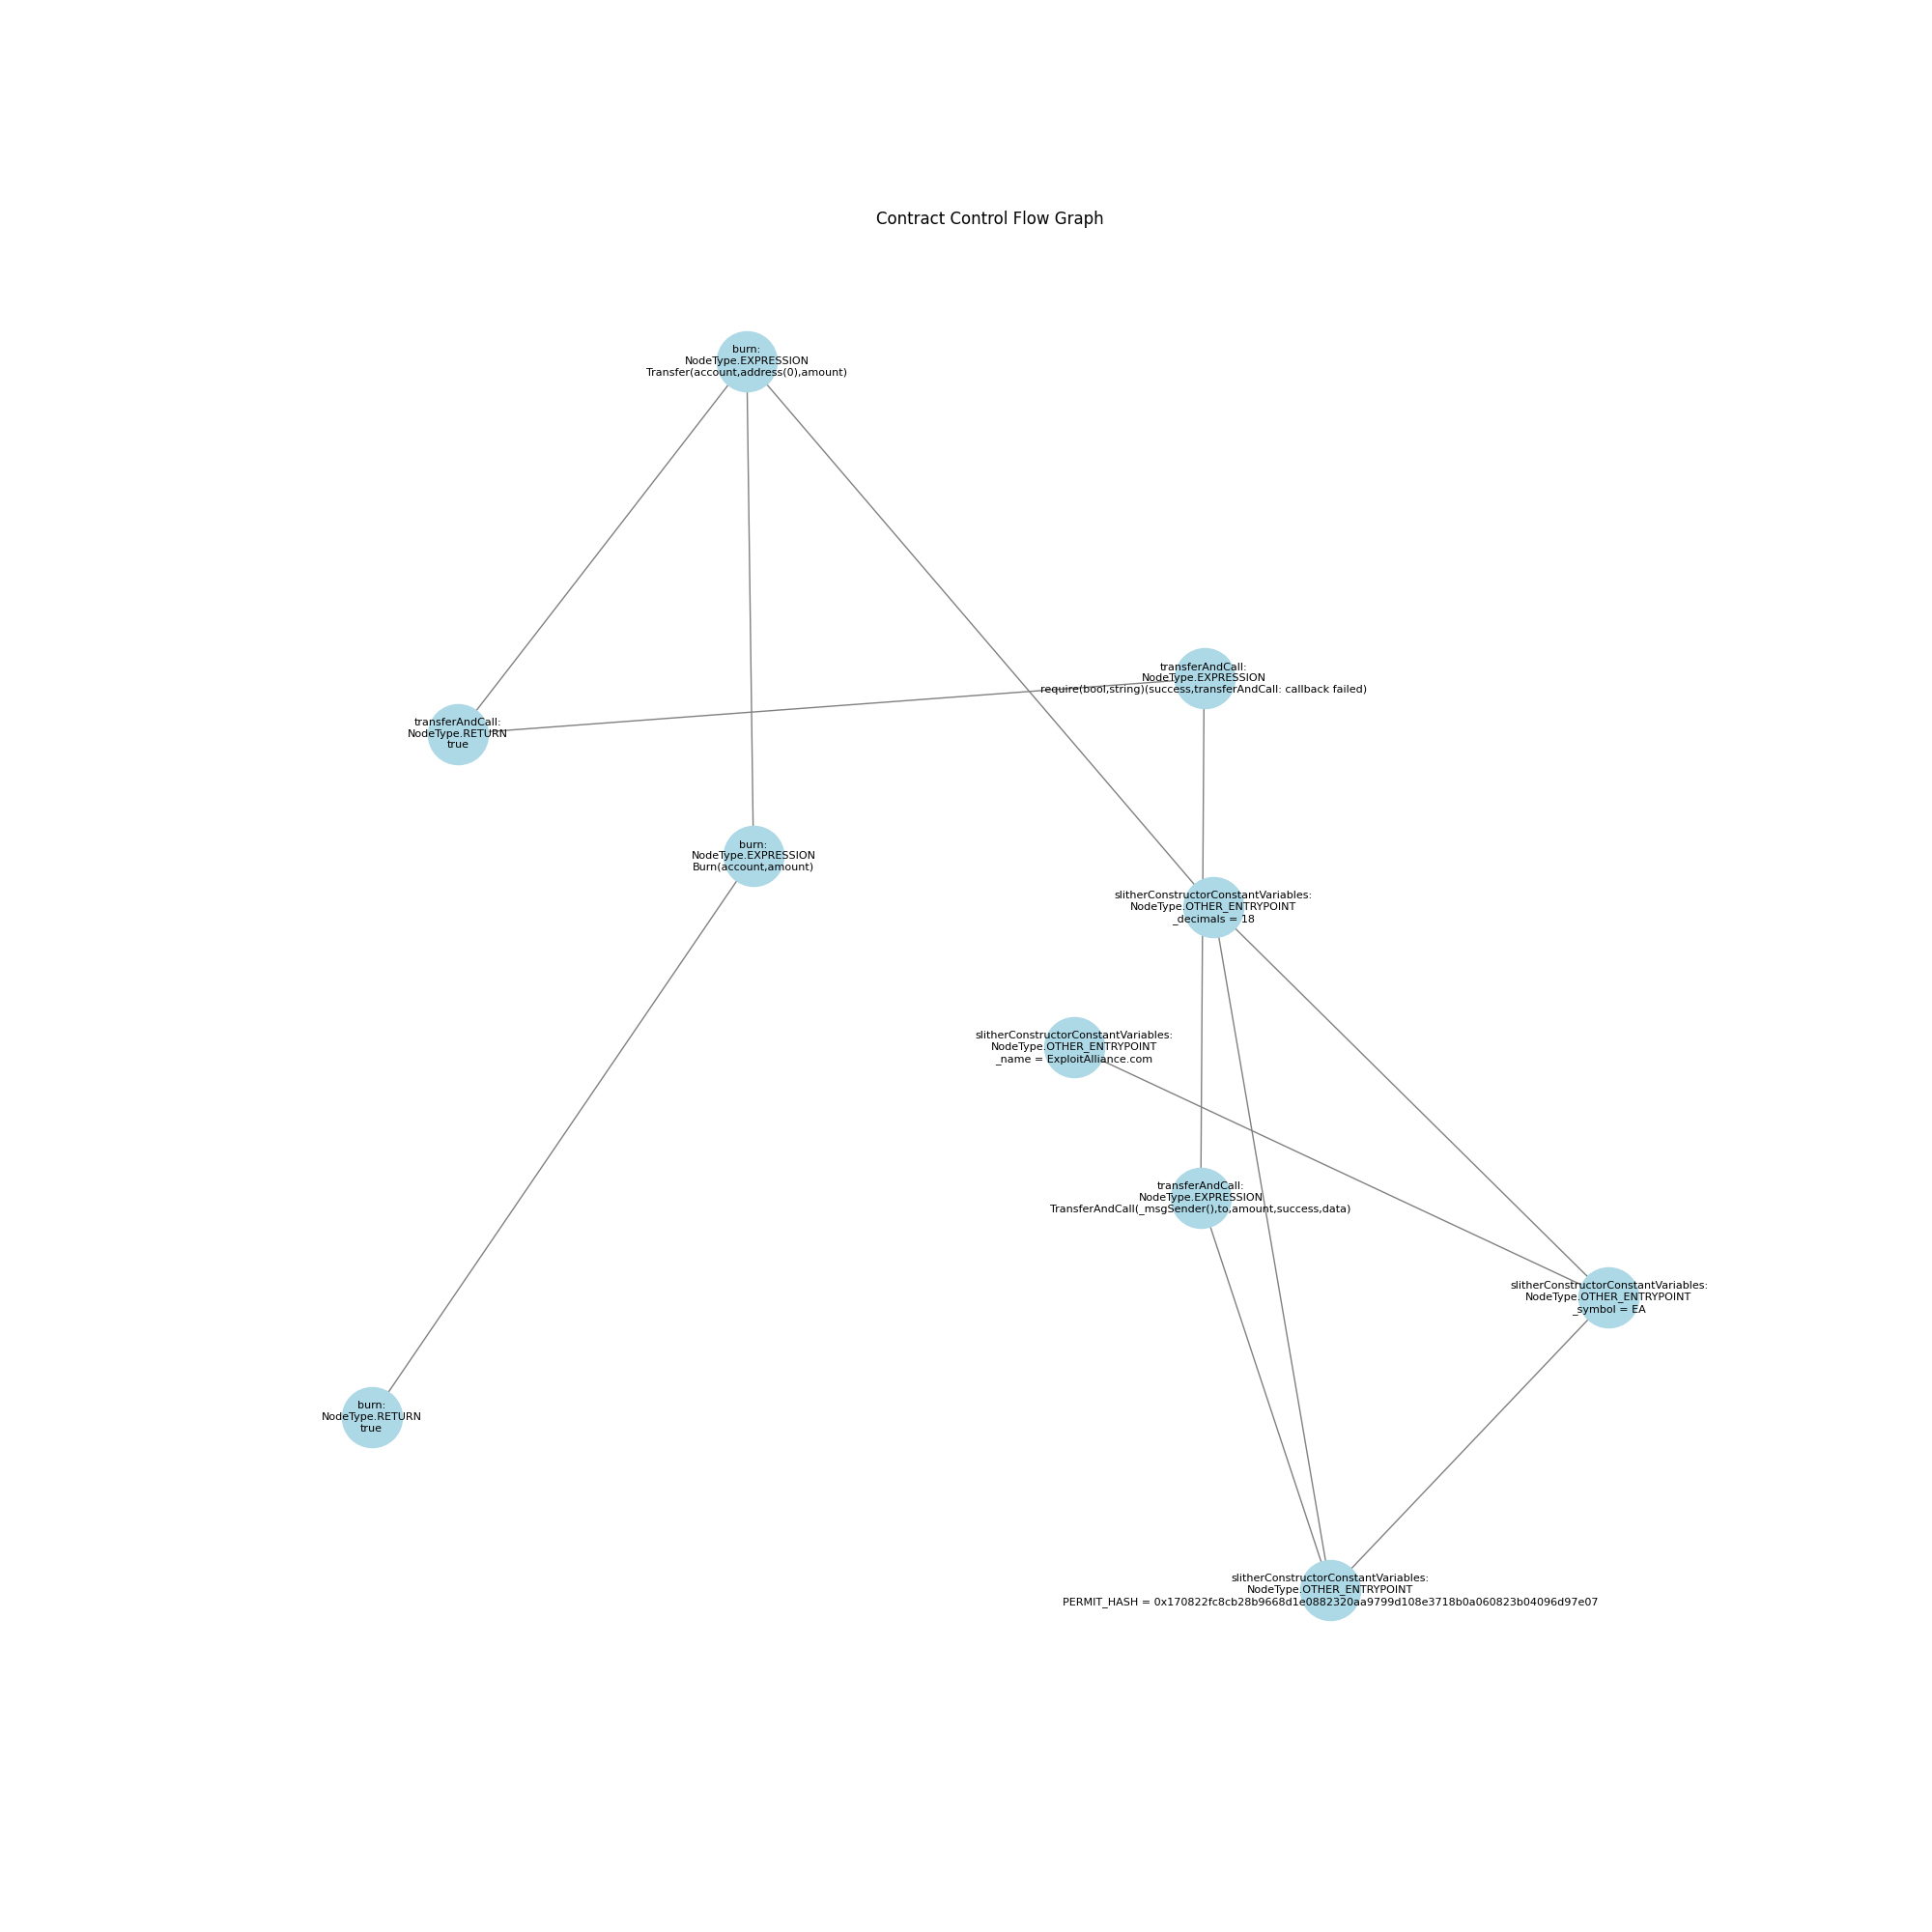 Contract Control Flow Graph
burn:
NodeType.EXPRESSION
Transfer(account,address(0),amount)
transferAndCall:
NodeType.EXPRESSION
require(bool,string)(success,transferAndCall: callback failed)
transferAndCall:
NodeType.RETURN
true
burn:
NodeType.EXPRESSION
Burn(account,amount)
slitherConstructorConstantVariables:
NodeType.OTHER_ENTRYPOINT
_decimals = 18
slitherConstructorConstantVariables:
NodeType.OTHER_ENTRYPOINT
_name = ExploitAlliance.com
transferAndCall:
NodeType.EXPRESSION
TransferAndCall(_msgSender(),to,amount,success,data)
slitherConstructorConstantVariables:
NodeType.OTHER_ENTRYPOINT
_symbol = EA
burn:
NodeType.RETURN
true
slitherConstructorConstantVariables:
NodeType.OTHER_ENTRYPOINT
PERMIT_HASH = 0x170822fc8cb28b9668d1e0882320aa9799d108e3718b0a060823b04096d97e07